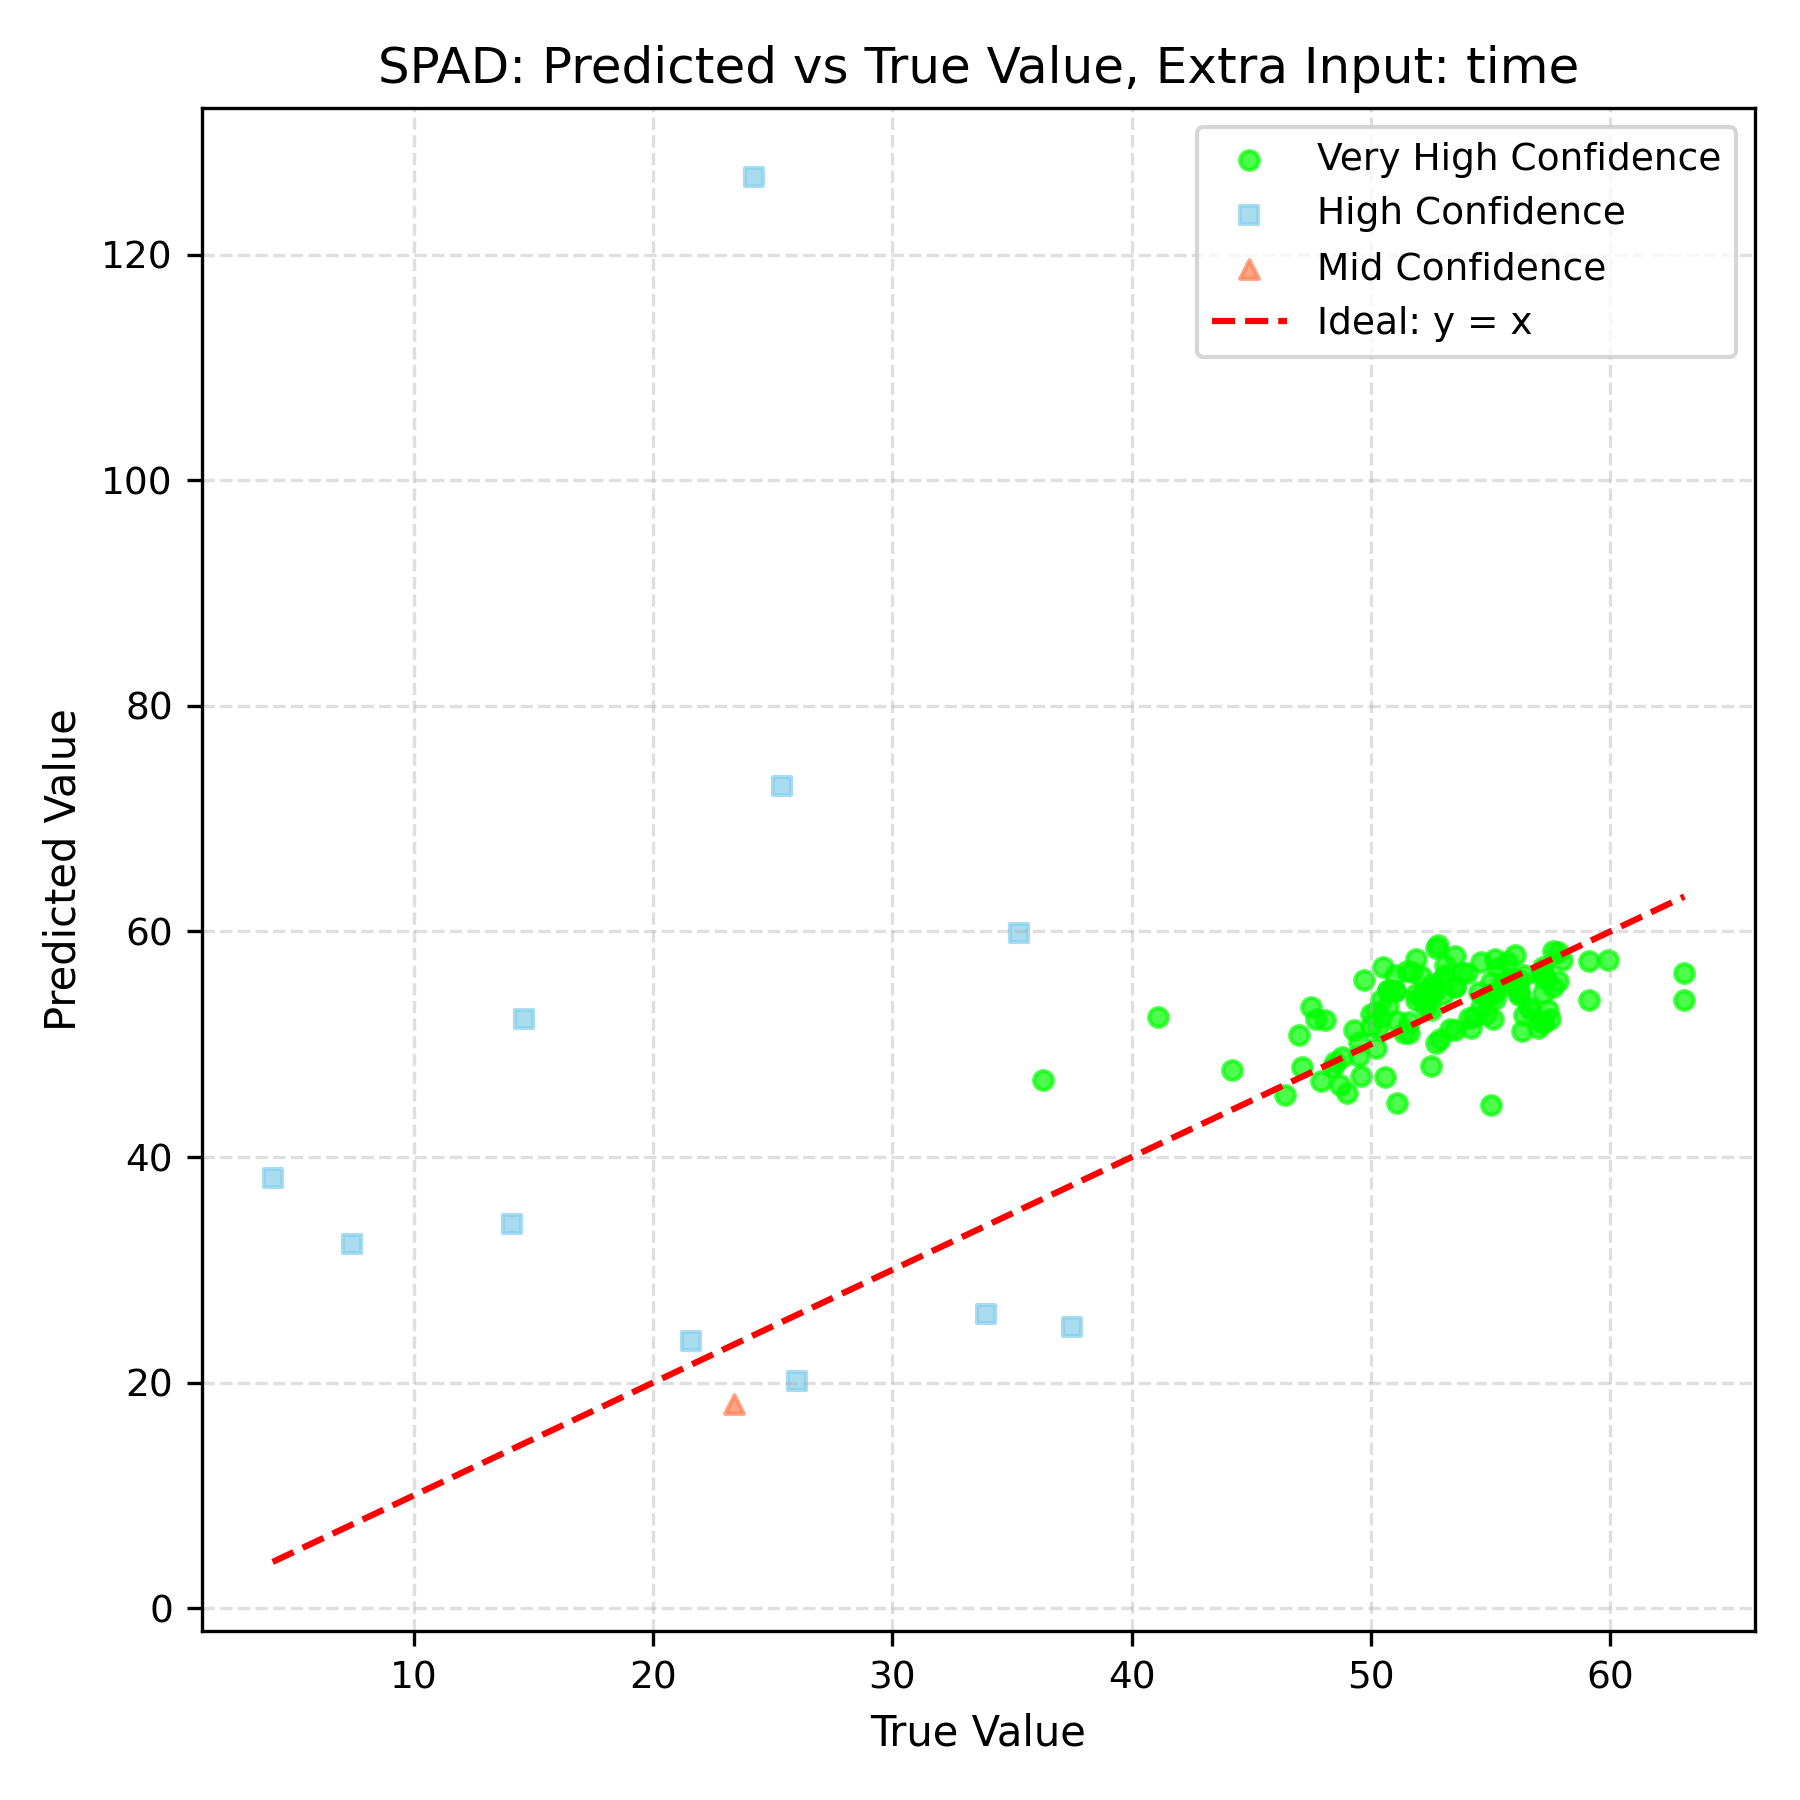 SPAD: Predicted vs True Value, Extra Input: time
Very High Confidence
High Confidence
Mid Confidence
Ideal: y = x
Predicted Value
120
100
80
60
40
20
0
10 20 30 40 50 60
True Value